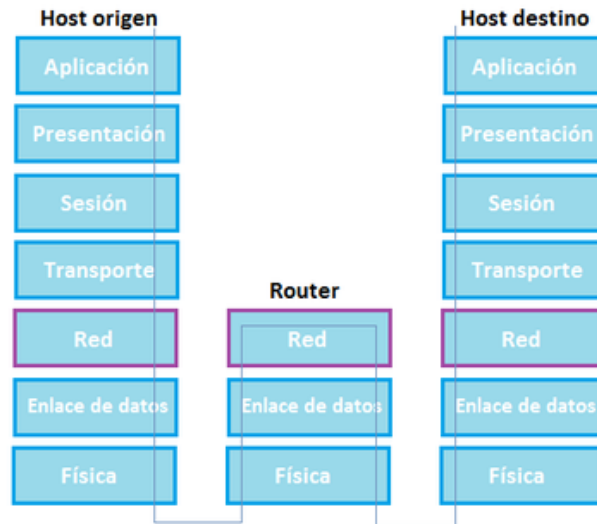 Host origen
Aplicación
Presentación
Sesión
Transporte
Red
Enlace de datos
Física
Router
Red
Enlace de datos
Física
Host destino
Aplicación
Presentación
Sesión
Transporte
Red
Enlace de datos
Física